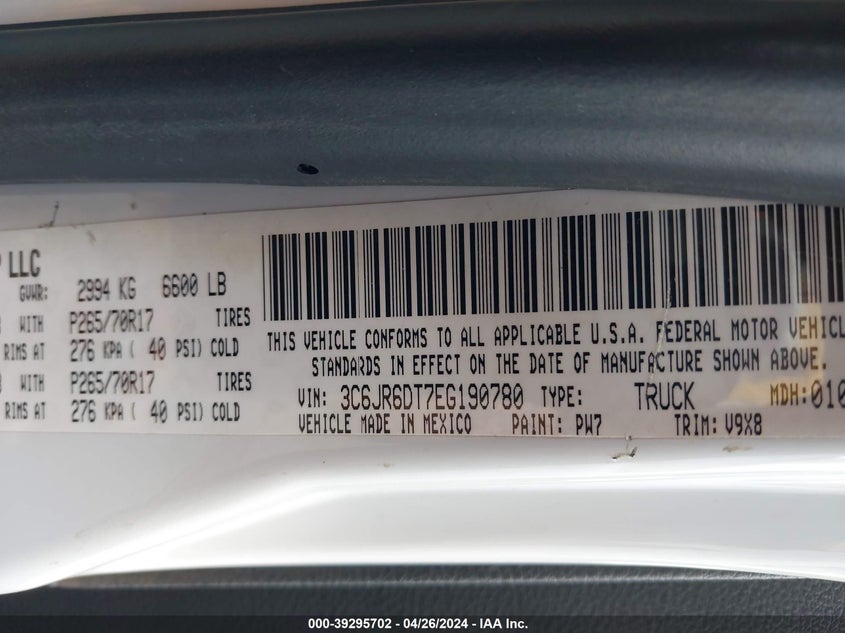 LLC
GVWR: 2994 KG 6600 LB
WITH P265/70R17 TIRES
RIMS AT 276 KPA ( 40 PSI) COLD
WITH P265/70R17 TIRES
RIMS AT 276 KPA ( 40 PSI) COLD
THIS VEHICLE CONFORMS TO ALL APPLICABLE U.S.A. FEDERAL MOTOR VEHICL
STANDARDS IN EFFECT ON THE DATE OF MANUFACTURE SHOWN ABOVE.
VIN: 3C6JR6DT7EG190780 TYPE: TRUCK MDH:010
VEHICLE MADE IN MEXICO PAINT: PW7 TRIM: V9X8
000-39295702 - 04/26/2024 - IAA Inc.